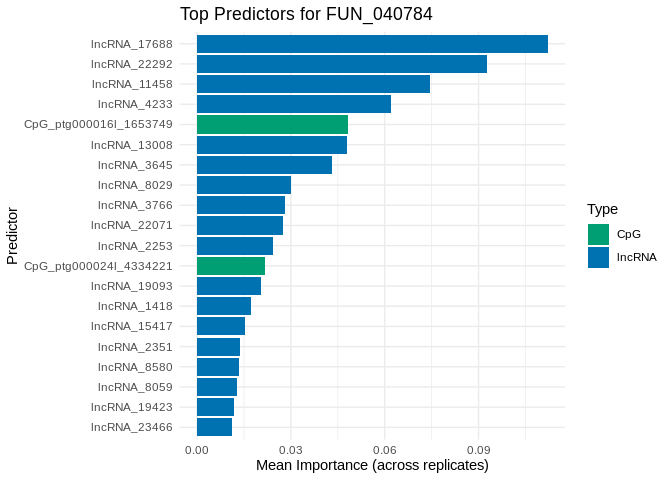 Top Predictors for FUN_040784
Predictor
lncRNA_17688
lncRNA_22292
lncRNA_11458
lncRNA_4233
CpG_ptg000016l_1653749
lncRNA_13008
lncRNA_3645
lncRNA_8029
lncRNA_3766
lncRNA_22071
lncRNA_2253
CpG_ptg000024l_4334221
lncRNA_19093
lncRNA_1418
lncRNA_15417
lncRNA_2351
lncRNA_8580
lncRNA_8059
lncRNA_19423
lncRNA_23466
0.00 0.03 0.06 0.09
Mean Importance (across replicates)
Type
CpG
lncRNA